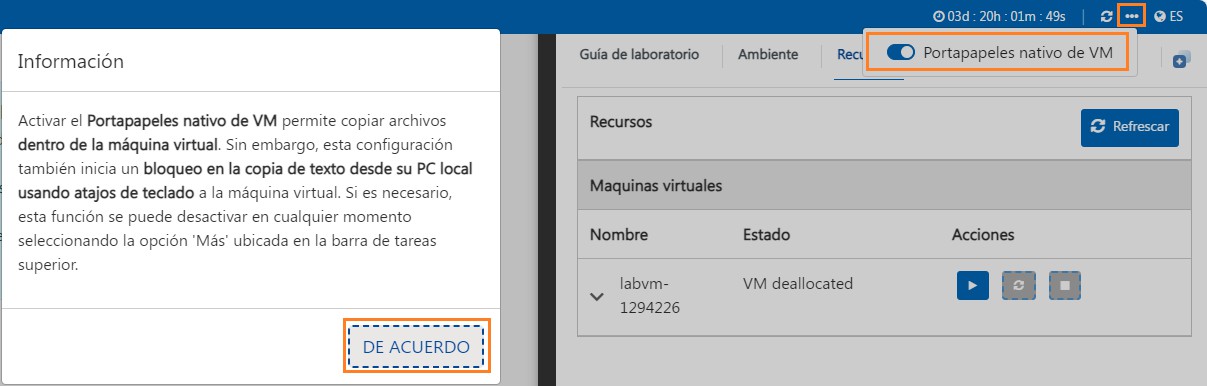 03d : 20h : 01m : 49s
ES
Información
Activar el Portapapeles nativo de VM permite copiar archivos
dentro de la máquina virtual. Sin embargo, esta configuración
también inicia un bloqueo en la copia de texto desde su PC local
usando atajos de teclado a la máquina virtual. Si es necesario,
esta función se puede desactivar en cualquier momento
seleccionando la opción 'Más' ubicada en la barra de tareas
superior.
DE ACUERDO
Guía de laboratorio
Ambiente
Portapapeles nativo de VM
Recursos
Refrescar
Maquinas virtuales
Nombre Estado Acciones
labvm-
1294226
VM deallocated